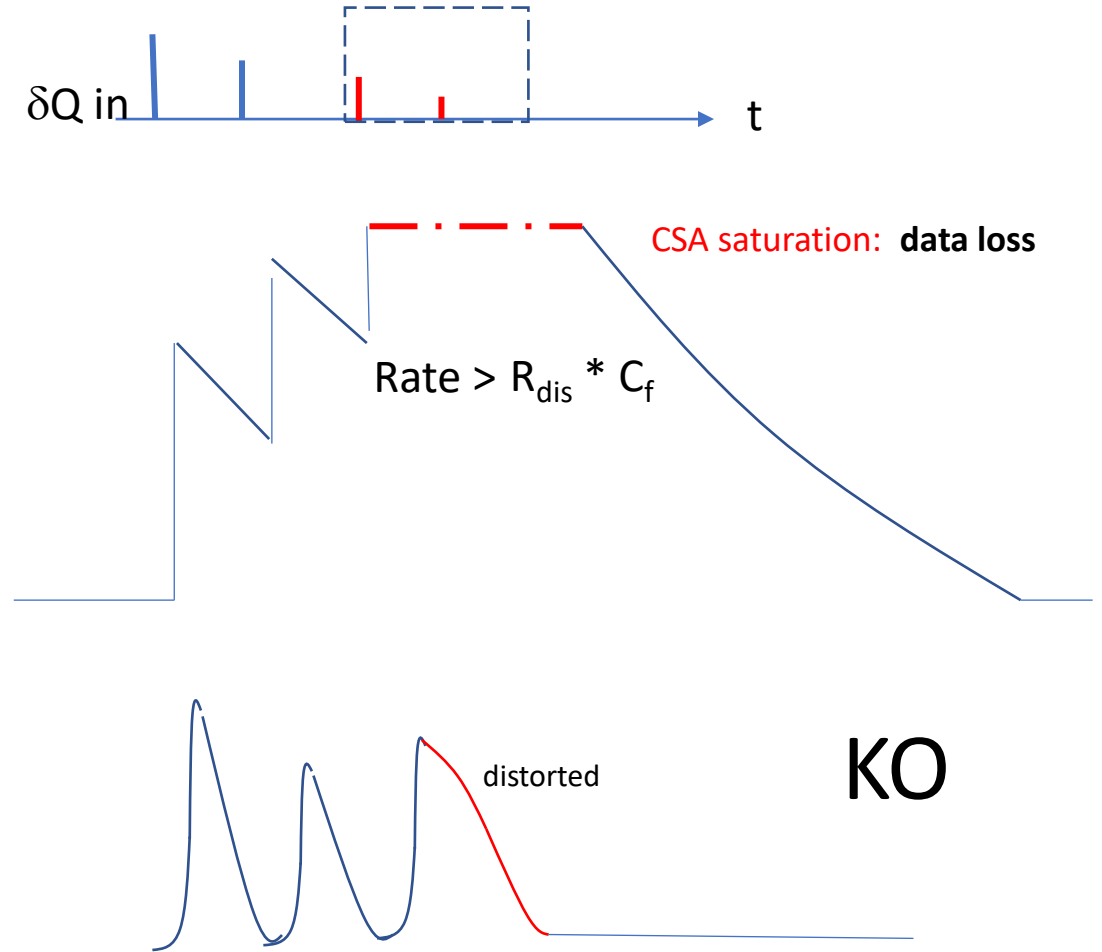 δQ in
t
CSA saturation: data loss
Rate > R_dis * C_f
distorted
KO